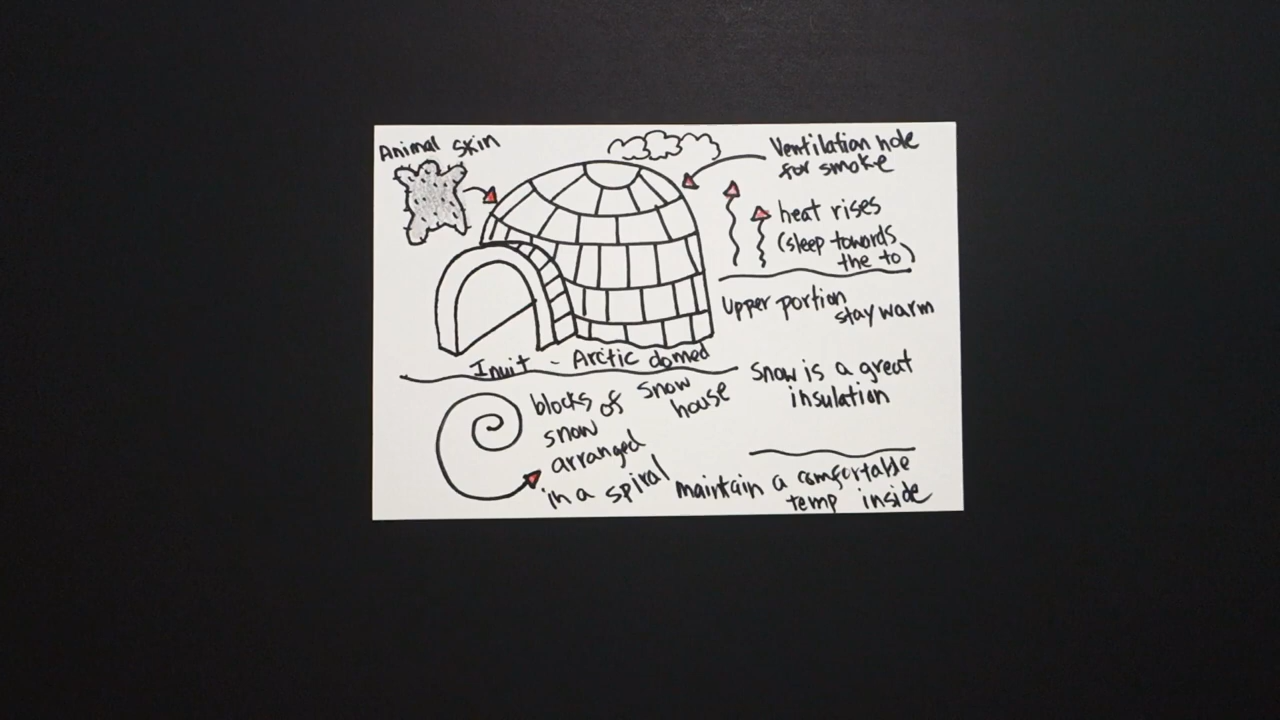 Animal Skin
Ventilation hole
for smoke
heat rises
(sleep towards
the to)
Upper portion
stay warm
Inuit - Arctic domed
snow
house
blocks of
snow
arranged
in a spiral
Snow is a great
insulation
maintain a comfortable
temp inside